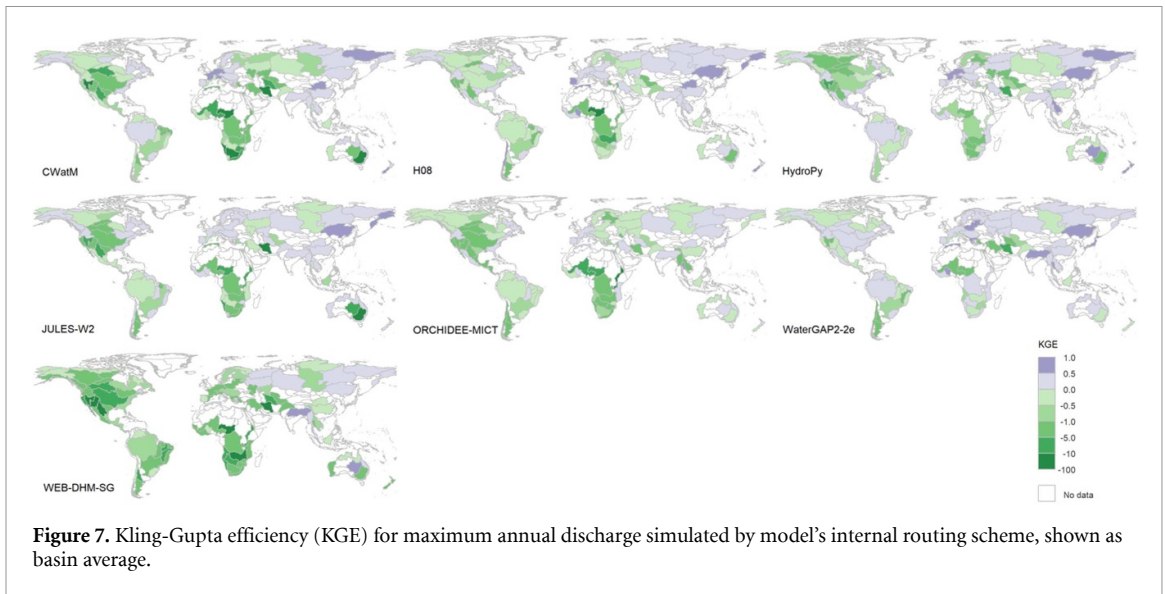 CWatM
H08
HydroPy
JULES-W2
ORCHIDEE-MICT
WaterGAP2-2e
KGE
1.0
0.5
0.0
-0.5
-1.0
-5.0
-10
-100
No data
WEB-DHM-SG
Figure 7. Kling-Gupta efficiency (KGE) for maximum annual discharge simulated by model's internal routing scheme, shown as
basin average.